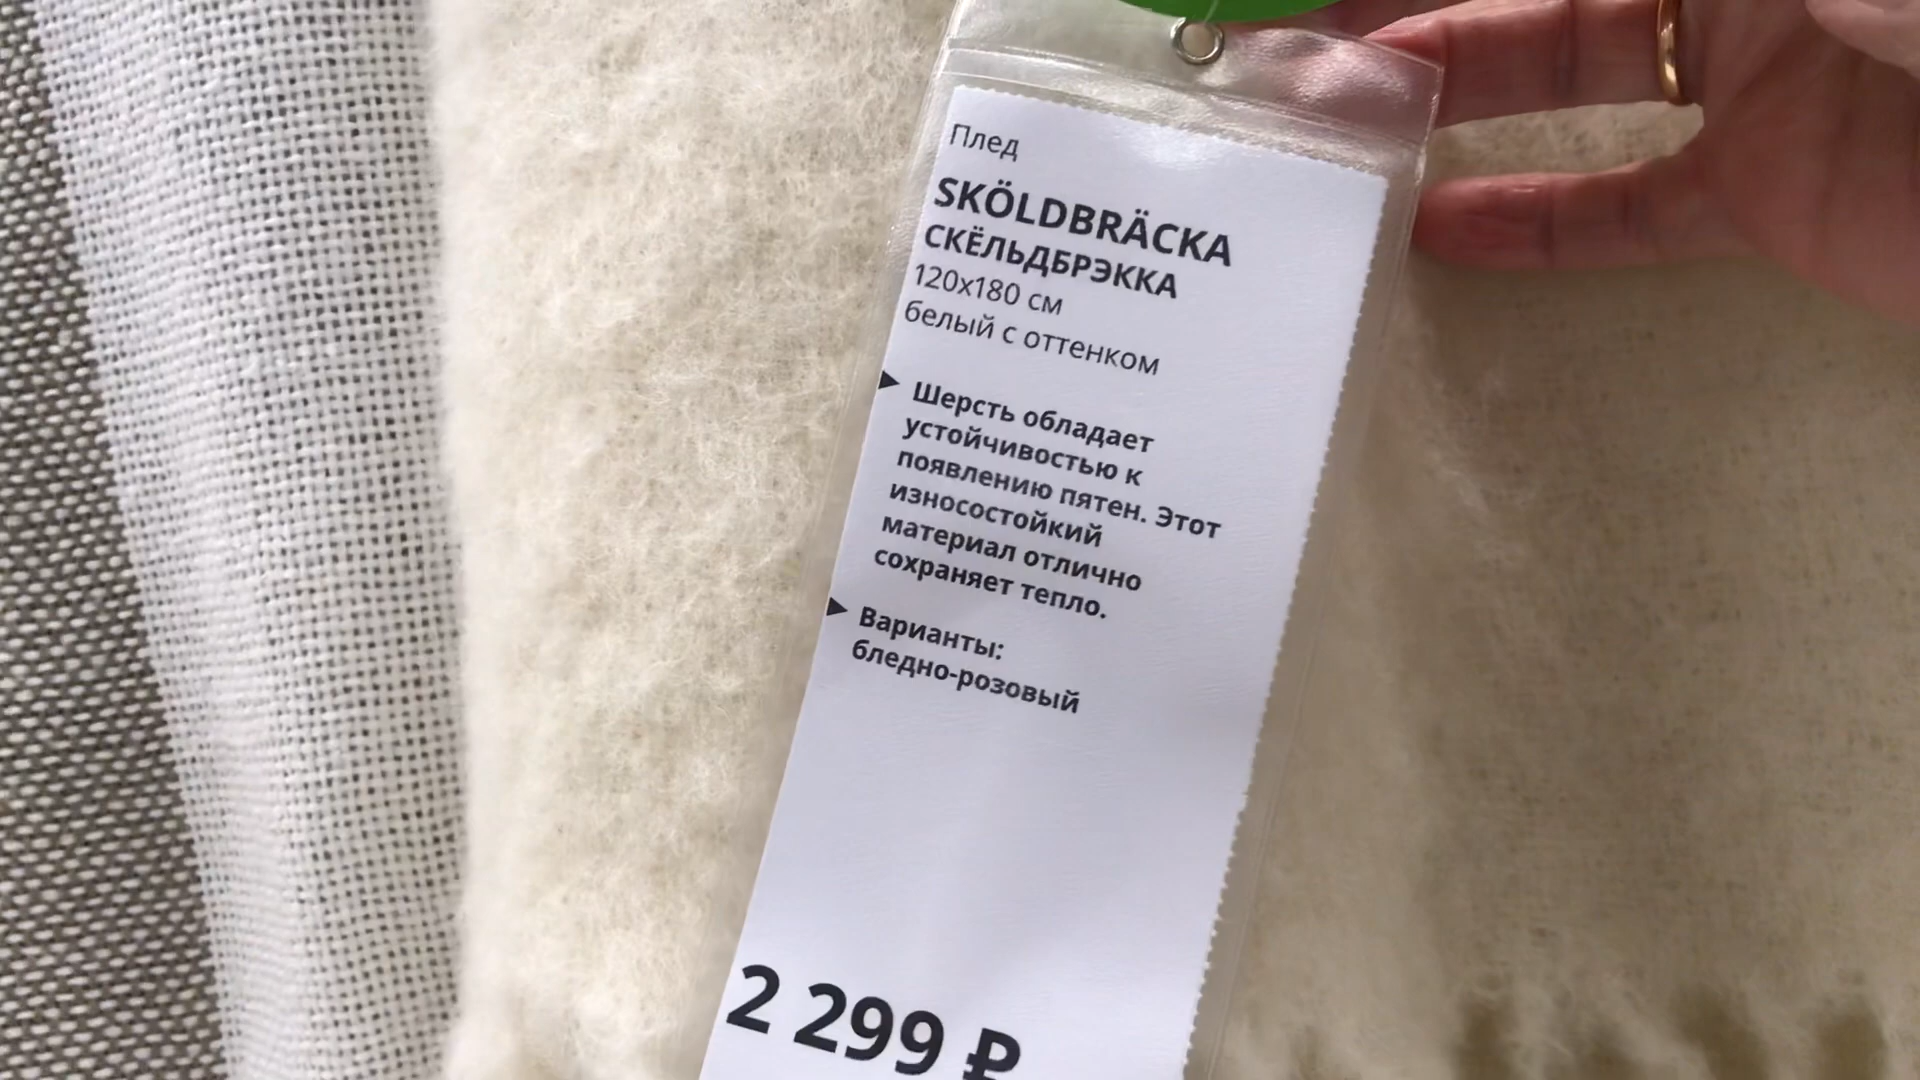 Плед
SKÖLDBRÄCKA
СКЁЛЬДБРЭККА
120x180 см
белый с оттенком
Шерсть обладает
устойчивостью к
появлению пятен. Этот
износостойкий
материал отлично
сохраняет тепло.
Варианты:
бледно-розовый
2 299 ₽